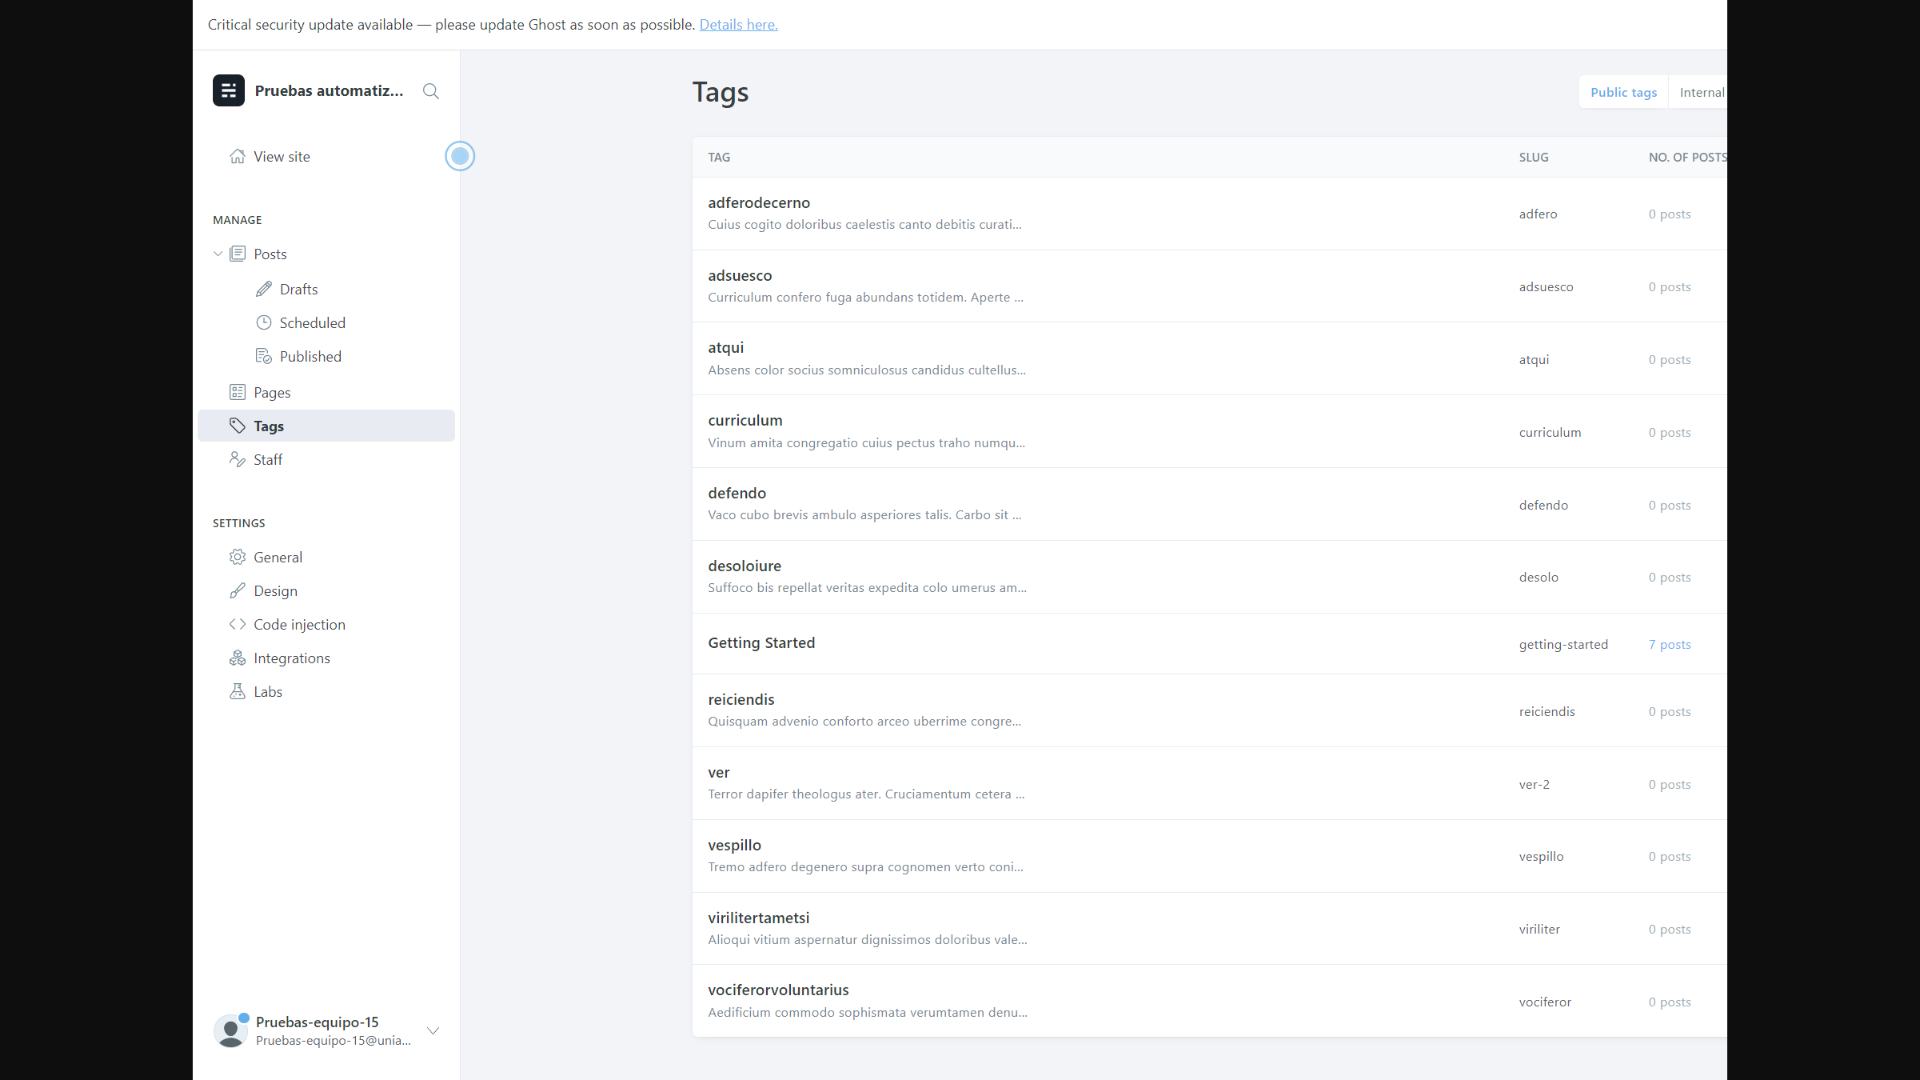 Critical security update available — please update Ghost as soon as possible. Details here.
Pruebas automatiz...
View site
MANAGE
Posts
Drafts
Scheduled
Published
Pages
Tags
Staff
SETTINGS
General
Design
Code injection
Integrations
Labs
Pruebas-equipo-15
Pruebas-equipo-15@unia...
Tags
Public tags Internal
TAG SLUG NO. OF POSTS
adferodecerno
Cuius cogito doloribus caelestis canto debitis curati...
adfero 0 posts
adsuesco
Curriculum confero fuga abundans totidem. Aperte ...
adsuesco 0 posts
atqui
Absens color socius somniculosus candidus cultellus...
atqui 0 posts
curriculum
Vinum amita congregatio cuius pectus traho numqu...
curriculum 0 posts
defendo
Vaco cubo brevis ambulo asperiores talis. Carbo sit ...
defendo 0 posts
desoloiure
Suffoco bis repellat veritas expedita colo umerus am...
desolo 0 posts
Getting Started
getting-started 7 posts
reiciendis
Quisquam advenio conforto arceo uberrime congre...
reiciendis 0 posts
ver
Terror dapifer theologus ater. Cruciamentum cetera ...
ver-2 0 posts
vespillo
Tremo adfero degenero supra cognomen verto coni...
vespillo 0 posts
virilitertametsi
Alioqui vitium aspernatur dignissimos doloribus vale...
viriliter 0 posts
vociferorvoluntarius
Aedificium commodo sophismata verumtamen denu...
vociferor 0 posts